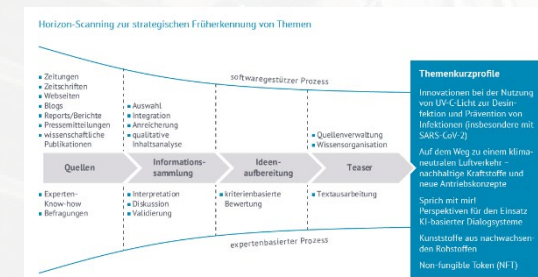 Horizon-Scanning zur strategischen Früherkennung von Themen
softwaregestützer Prozess
Zeitungen
Zeitschriften
Webseiten
Blogs
Reports/Berichte
Pressemitteilungen
wissenschaftliche
Publikationen
Auswahl
Integration
Anreicherung
qualitative
Inhaltsanalyse
Quellenverwaltung
Wissensorganisation
Quellen
Informations-
sammlung
Ideen-
aufbereitung
Teaser
Experten-
Know-how
Befragungen
Interpretation
Diskussion
Validierung
kriterienbasierte
Bewertung
Textausarbeitung
expertenbasierter Prozess
Themenkurzprofile
Innovationen bei der Nutzung
von UV-C-Licht zur Desin-
fektion und Prävention von
Infektionen (insbesondere mit
SARS-CoV-2)
Auf dem Weg zu einem klima-
neutralen Luftverkehr –
nachhaltige Kraftstoffe und
neue Antriebskonzepte
Sprich mit mir!
Perspektiven für den Einsatz
KI-basierter Dialogsysteme
Kunststoffe aus nachwachsen-
den Rohstoffen
Non-fungible Token (NFT)